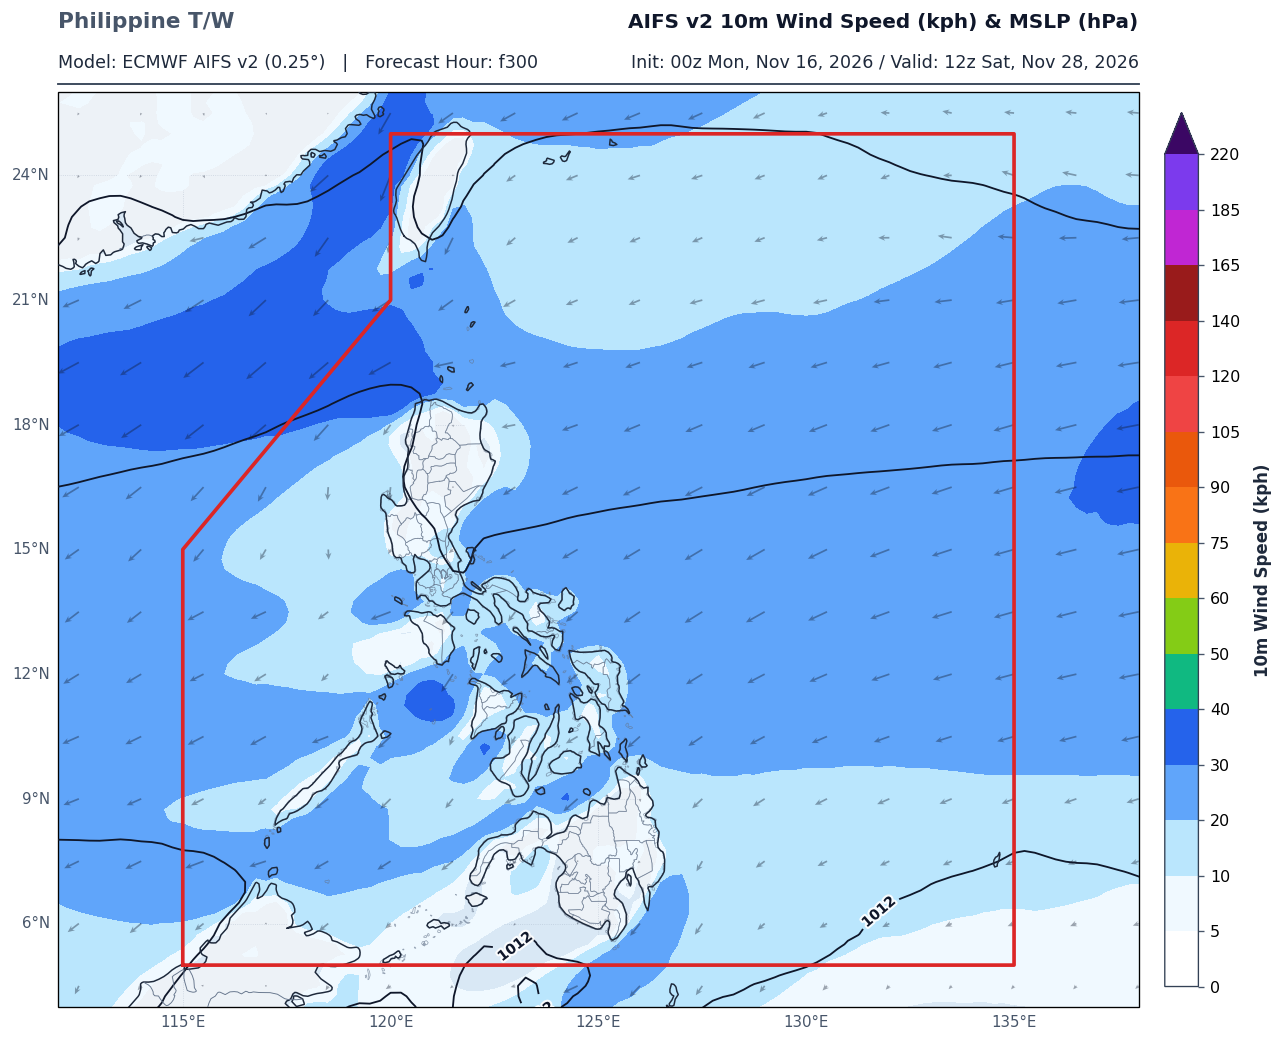 Philippine T/W
AIFS v2 10m Wind Speed (kph) & MSLP (hPa)
Model: ECMWF AIFS v2 (0.25°) | Forecast Hour: f300
Init: 00z Mon, Nov 16, 2026 / Valid: 12z Sat, Nov 28, 2026
24°N
21°N
18°N
15°N
12°N
9°N
6°N
115°E
120°E
125°E
130°E
135°E
1012
1012
2
220
185
165
140
120
105
90
75
60
50
40
30
20
10
5
0
10m Wind Speed (kph)